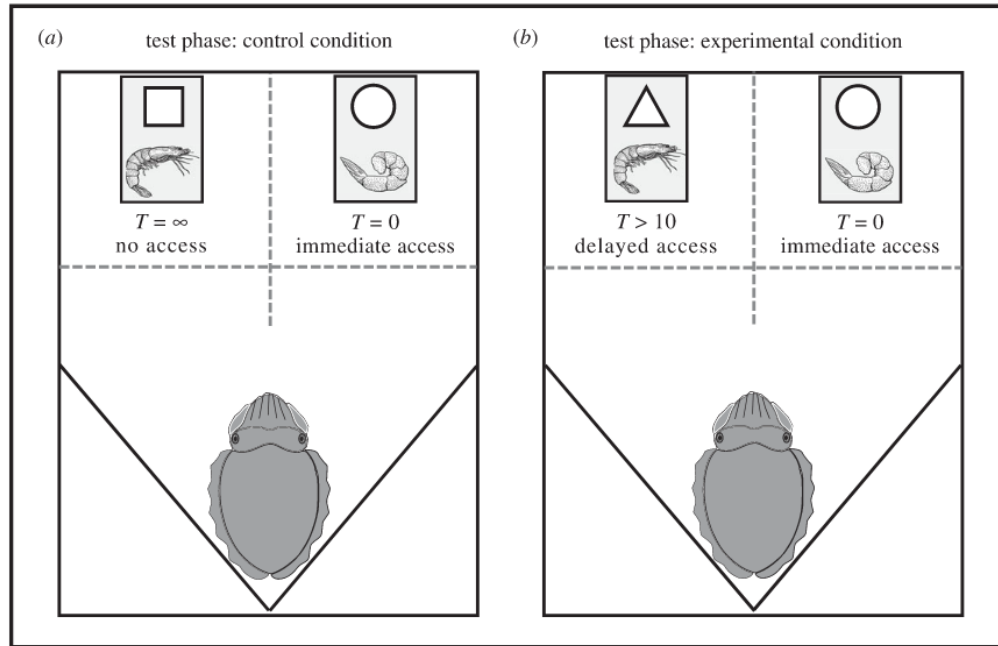 (a) test phase: control condition
T = ∞
no access
T = 0
immediate access
(b) test phase: experimental condition
T > 10
delayed access
T = 0
immediate access